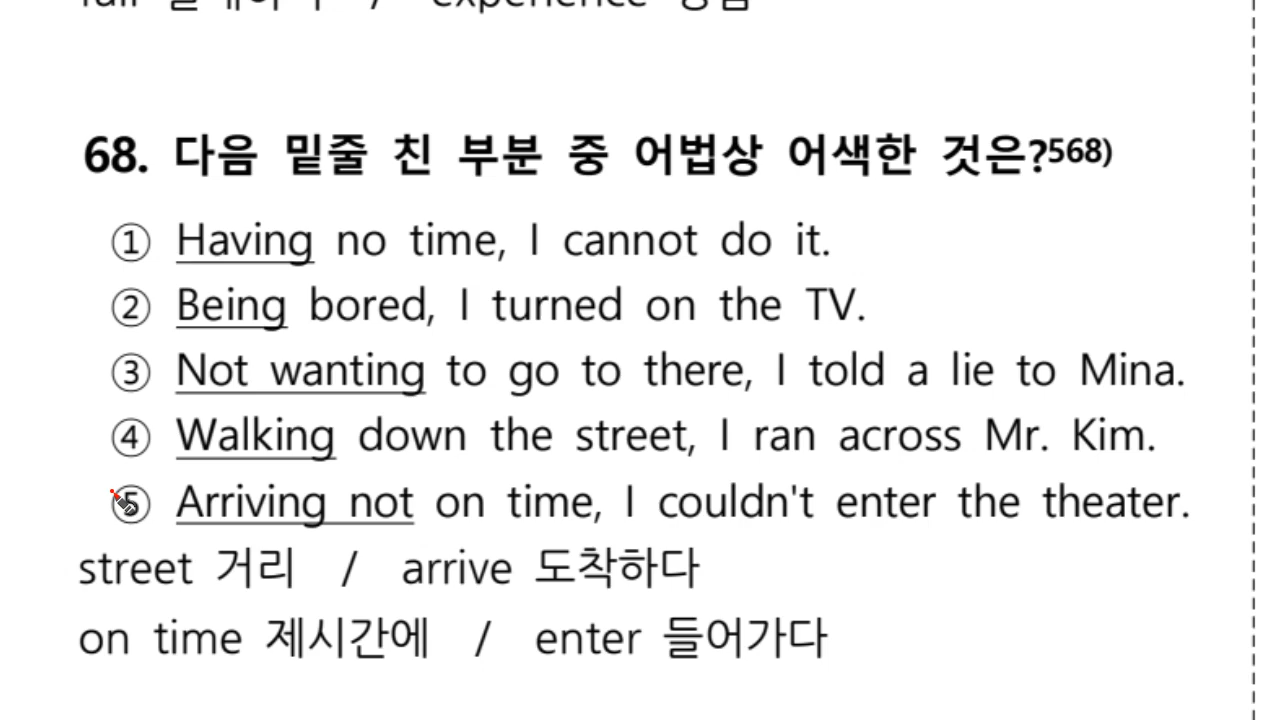 / experience 경험
68. 다음 밑줄 친 부분 중 어법상 어색한 것은?568)
① Having no time, I cannot do it.
② Being bored, I turned on the TV.
③ Not wanting to go to there, I told a lie to Mina.
④ Walking down the street, I ran across Mr. Kim.
⑤ Arriving not on time, I couldn't enter the theater.
street 거리 / arrive 도착하다
on time 제시간에 / enter 들어가다